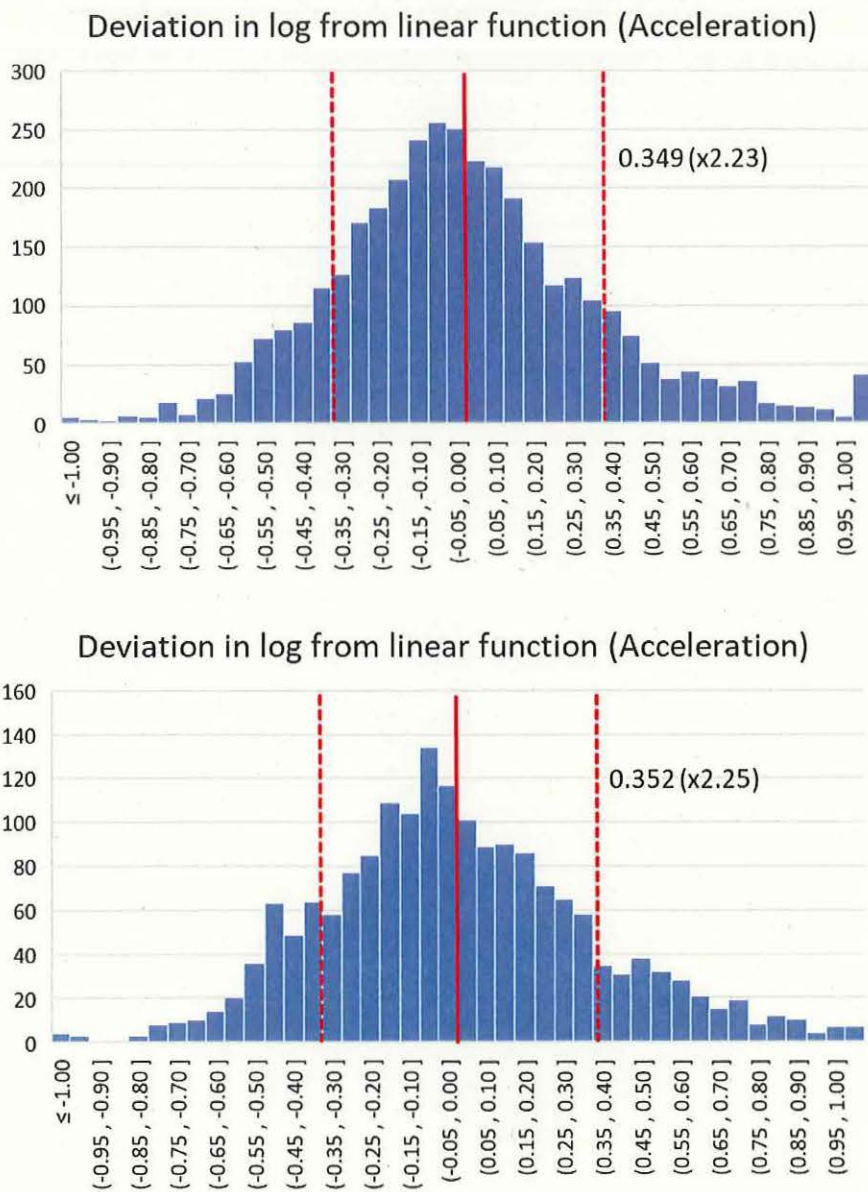 Deviation in log from linear function (Acceleration)
300
250
200
150
100
50
0
0.349 (x2.23)
≤ -1.00
(-0.95 , -0.90 ]
(-0.85 , -0.80 ]
(-0.75 , -0.70 ]
(-0.65 , -0.60 ]
(-0.55 , -0.50 ]
(-0.45 , -0.40 ]
(-0.35 , -0.30 ]
(-0.25 , -0.20 ]
(-0.15 , -0.10 ]
(-0.05 , 0.00 ]
(0.05 , 0.10 ]
(0.15 , 0.20 ]
(0.25 , 0.30 ]
(0.35 , 0.40 ]
(0.45 , 0.50 ]
(0.55 , 0.60 ]
(0.65 , 0.70 ]
(0.75 , 0.80 ]
(0.85 , 0.90 ]
(0.95 , 1.00 ]
Deviation in log from linear function (Acceleration)
160
140
120
100
80
60
40
20
0
0.352 (x2.25)
≤ -1.00
(-0.95 , -0.90 ]
(-0.85 , -0.80 ]
(-0.75 , -0.70 ]
(-0.65 , -0.60 ]
(-0.55 , -0.50 ]
(-0.45 , -0.40 ]
(-0.35 , -0.30 ]
(-0.25 , -0.20 ]
(-0.15 , -0.10 ]
(-0.05 , 0.00 ]
(0.05 , 0.10 ]
(0.15 , 0.20 ]
(0.25 , 0.30 ]
(0.35 , 0.40 ]
(0.45 , 0.50 ]
(0.55 , 0.60 ]
(0.65 , 0.70 ]
(0.75 , 0.80 ]
(0.85 , 0.90 ]
(0.95 , 1.00 ]